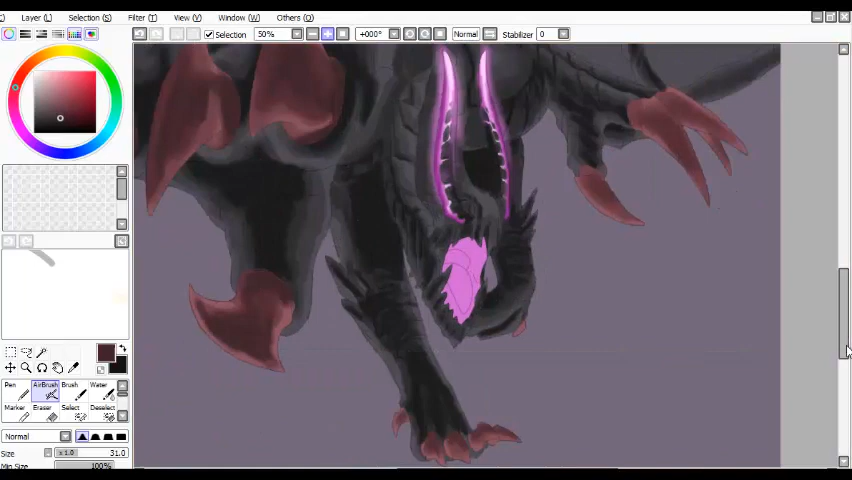 Layer (L) Selection (S) Filter (T) View (V) Window (W) Others (O)
Selection 50% +000° Normal Stabilizer 0
Pen AirBrush Brush Water
Marker Eraser Select Deselect
Normal
Size x 1.0 31.0
Min Size 100%